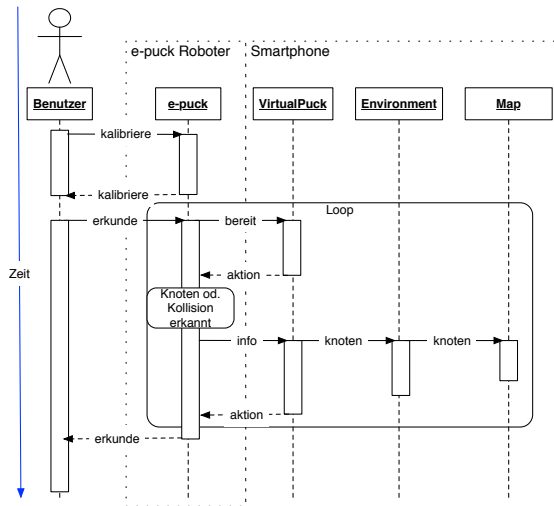 e-puck Roboter
Smartphone
Benutzer
e-puck
VirtualPuck
Environment
Map
kalibriere
kalibriere
Loop
erkunde
bereit
Zeit
aktion
Knoten od.
Kollision
erkannt
info
knoten
knoten
aktion
erkunde